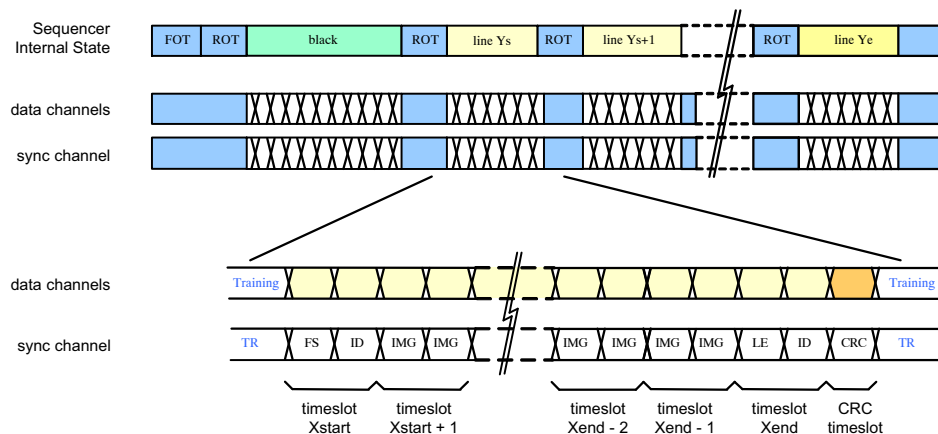 Sequencer
Internal State
FOT ROT black ROT line Ys ROT line Ys+1 ROT line Ye
data channels
sync channel
data channels
Training Training
sync channel
TR FS ID IMG IMG IMG IMG IMG IMG LE ID CRC TR
timeslot timeslot timeslot timeslot timeslot CRC
Xstart Xstart + 1 Xend - 2 Xend - 1 Xend timeslot